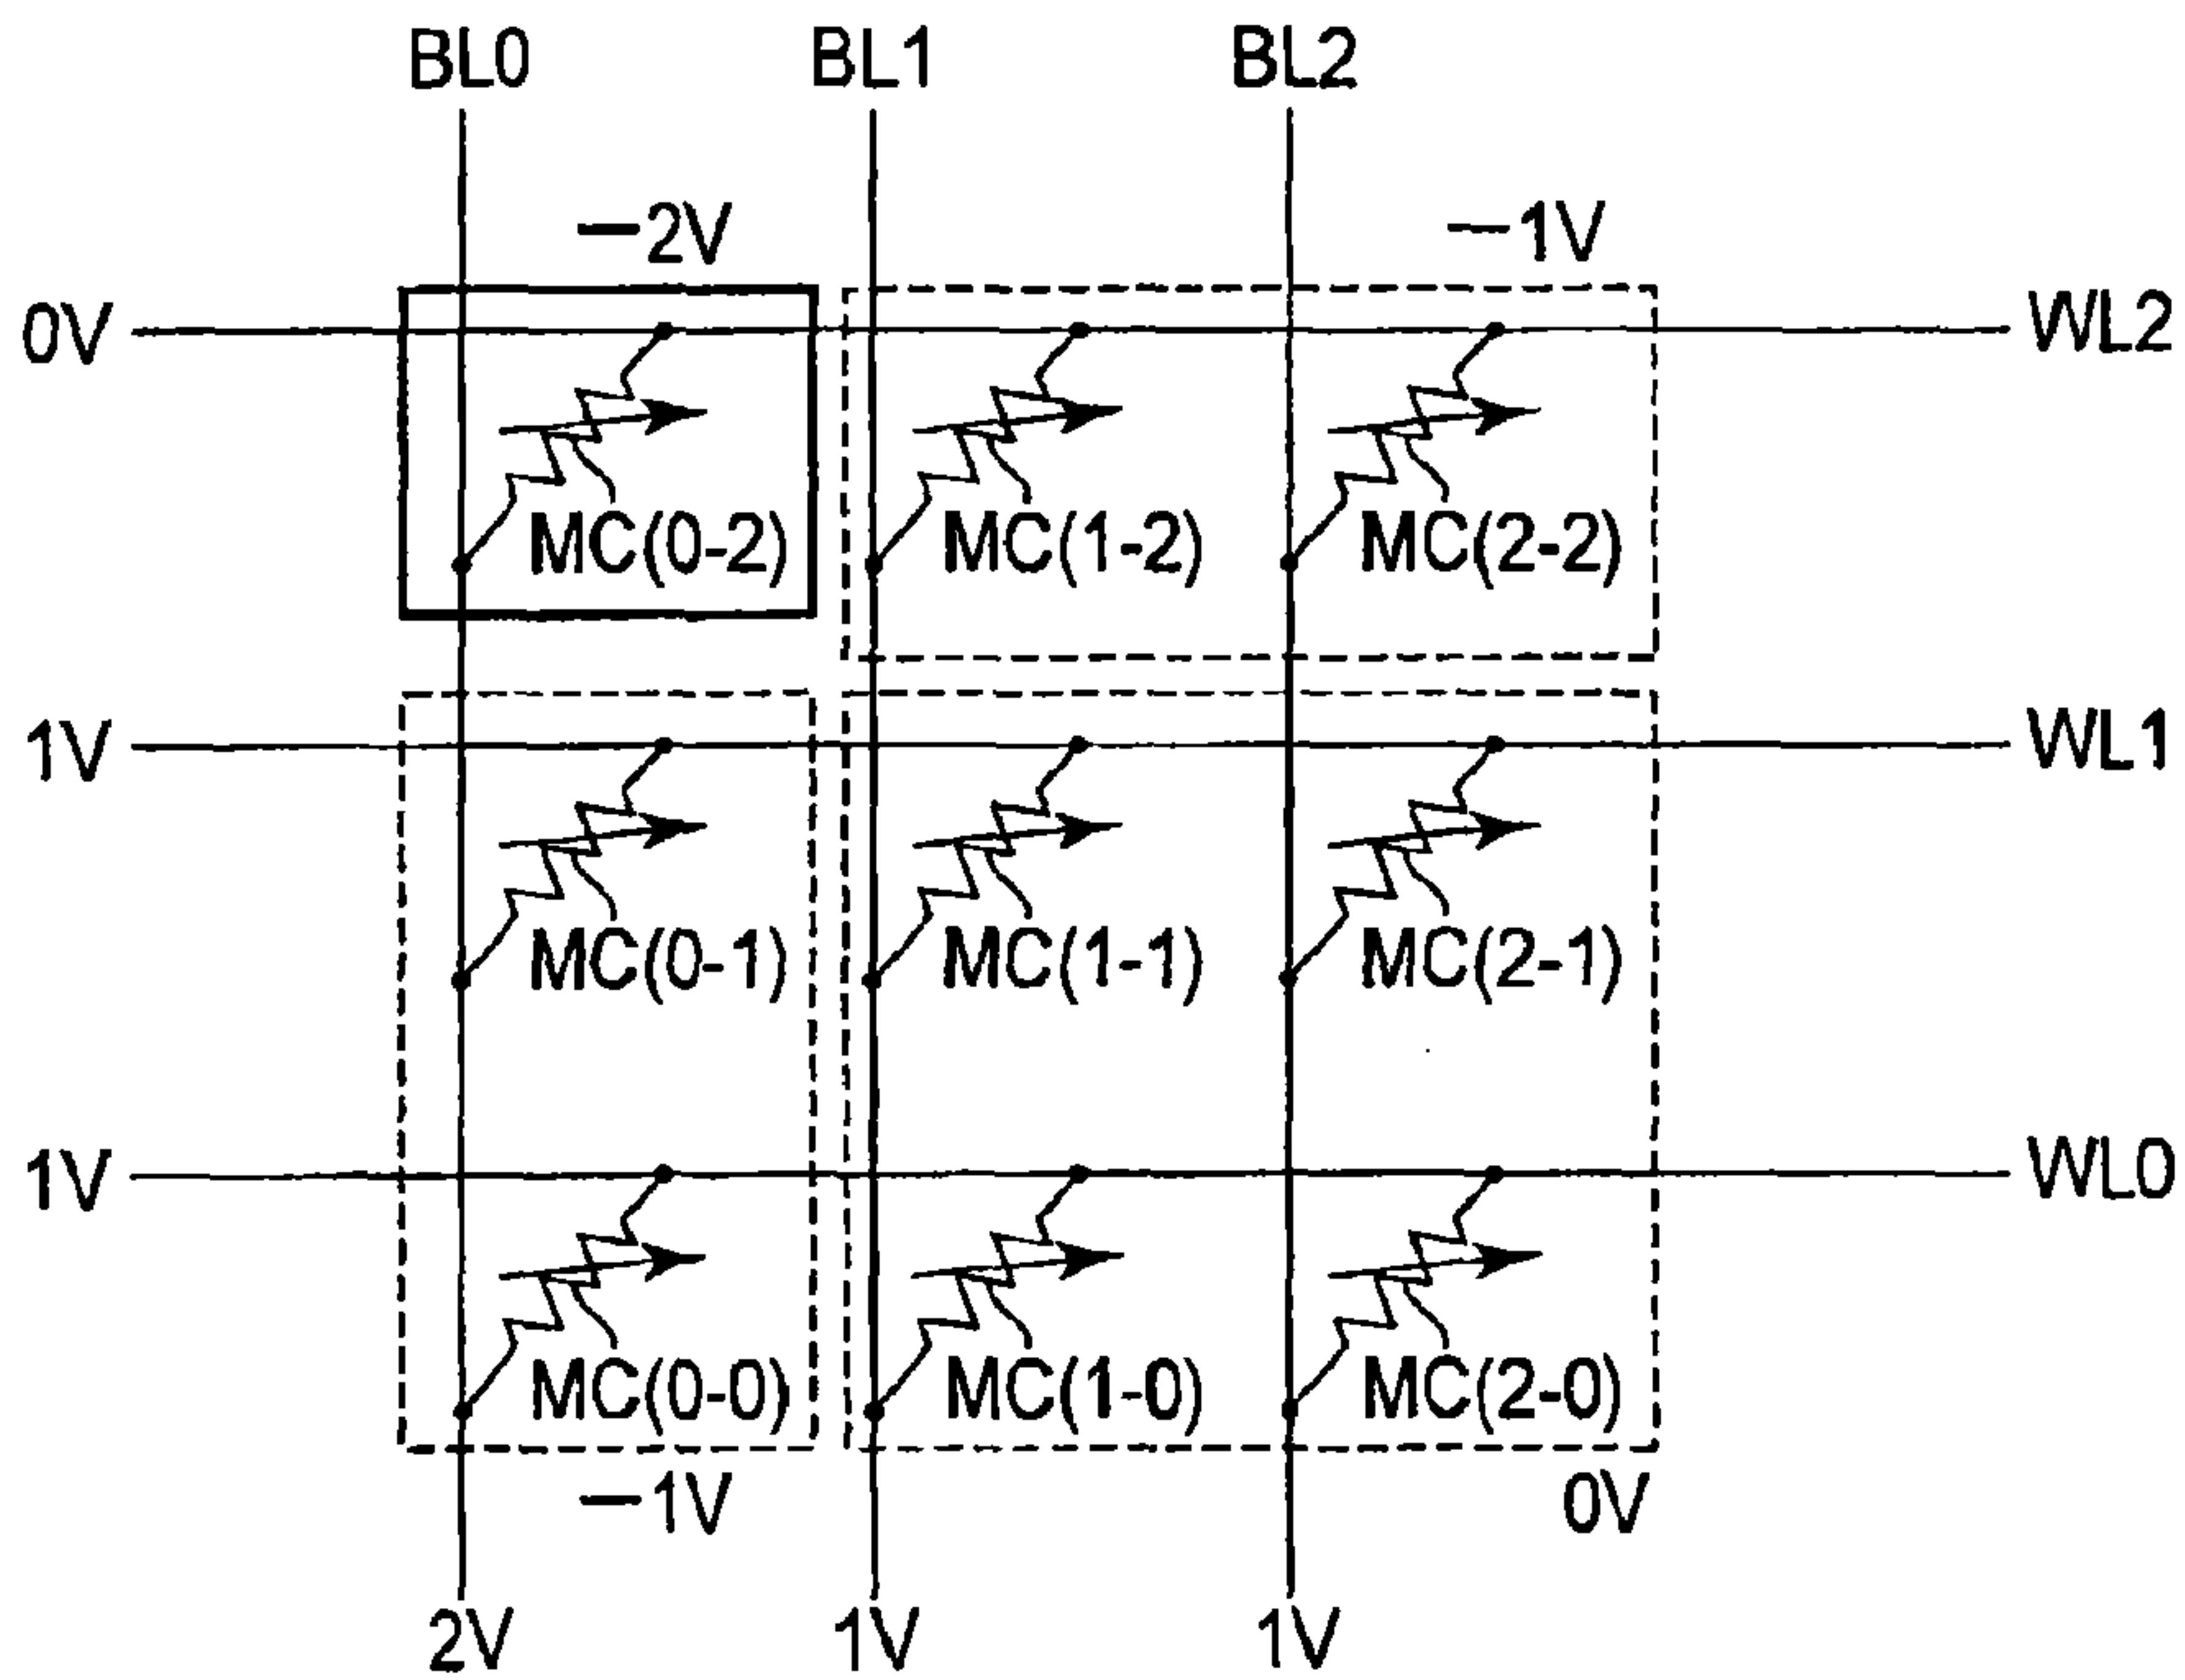 BL0 BL1 BL2
−2V −1V
0V WL2
MC(0-2) MC(1-2) MC(2-2)
1V WL1
MC(0-1) MC(1-1) MC(2-1)
1V WL0
MC(0-0) MC(1-0) MC(2-0)
−1V 0V
2V 1V 1V